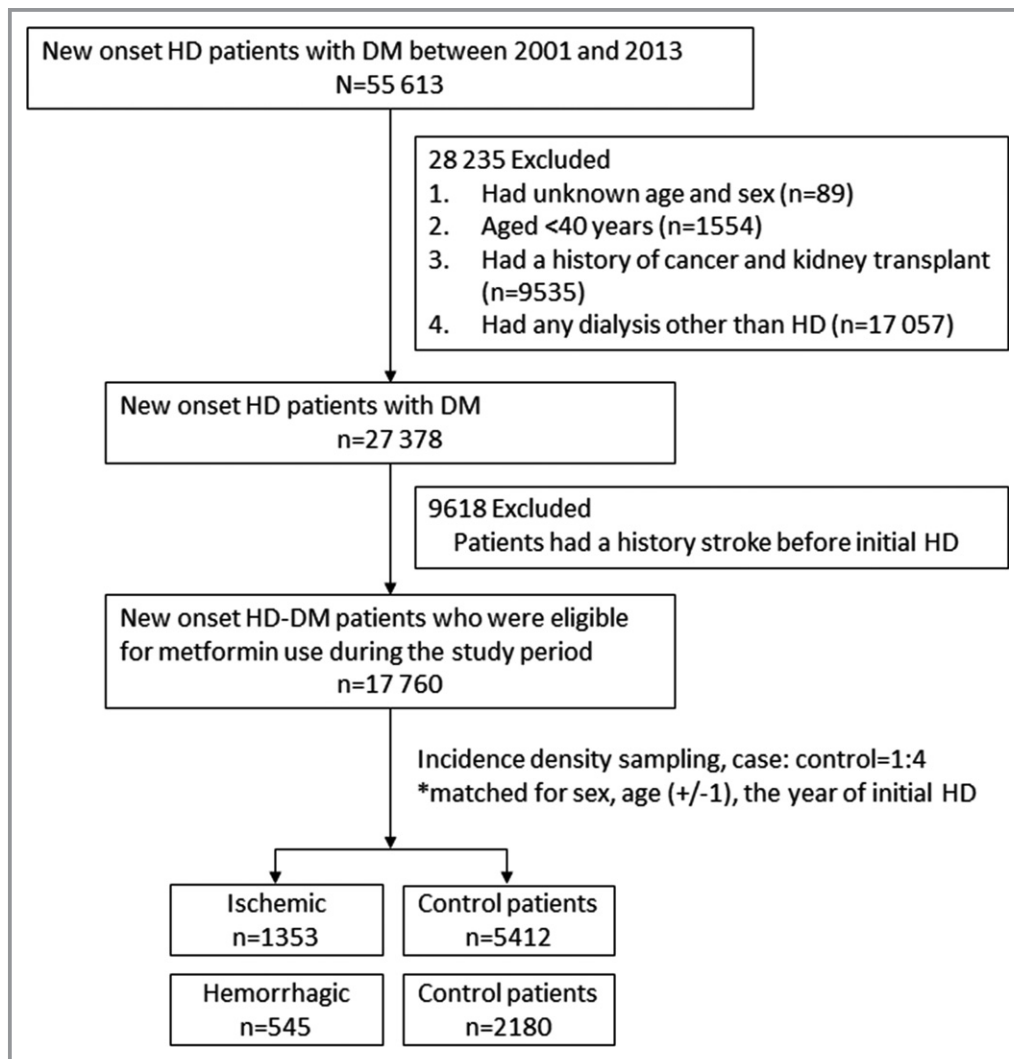 New onset HD patients with DM between 2001 and 2013
N=55 613
28 235 Excluded
1. Had unknown age and sex (n=89)
2. Aged <40 years (n=1554)
3. Had a history of cancer and kidney transplant
(n=9535)
4. Had any dialysis other than HD (n=17 057)
New onset HD patients with DM
n=27 378
9618 Excluded
Patients had a history stroke before initial HD
New onset HD-DM patients who were eligible
for metformin use during the study period
n=17 760
Incidence density sampling, case: control=1:4
*matched for sex, age (+/-1), the year of initial HD
Ischemic
n=1353
Control patients
n=5412
Hemorrhagic
n=545
Control patients
n=2180